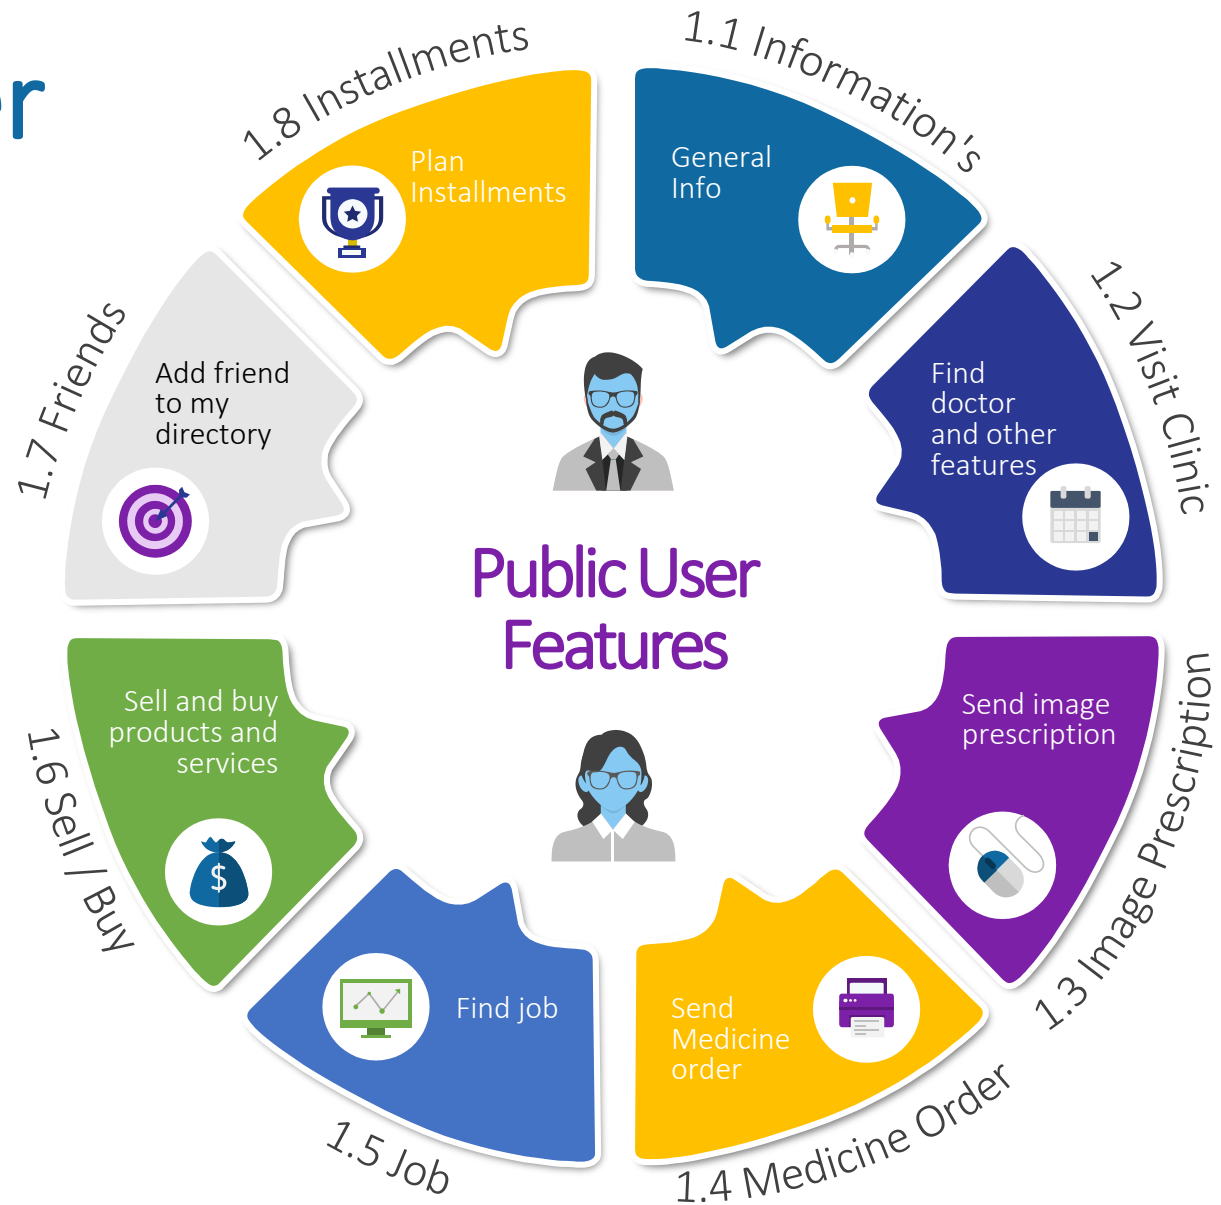 er
1.1 Information's
General
Info
1.2 Visit Clinic
Find
doctor
and other
features
1.3 Image Prescription
Send image
prescription
1.4 Medicine Order
Send
Medicine
order
1.5 Job
Find job
1.6 Sell / Buy
Sell and buy
products and
services
$
1.7 Friends
Add friend
to my
directory
1.8 Installments
Plan
Installments
Public User
Features